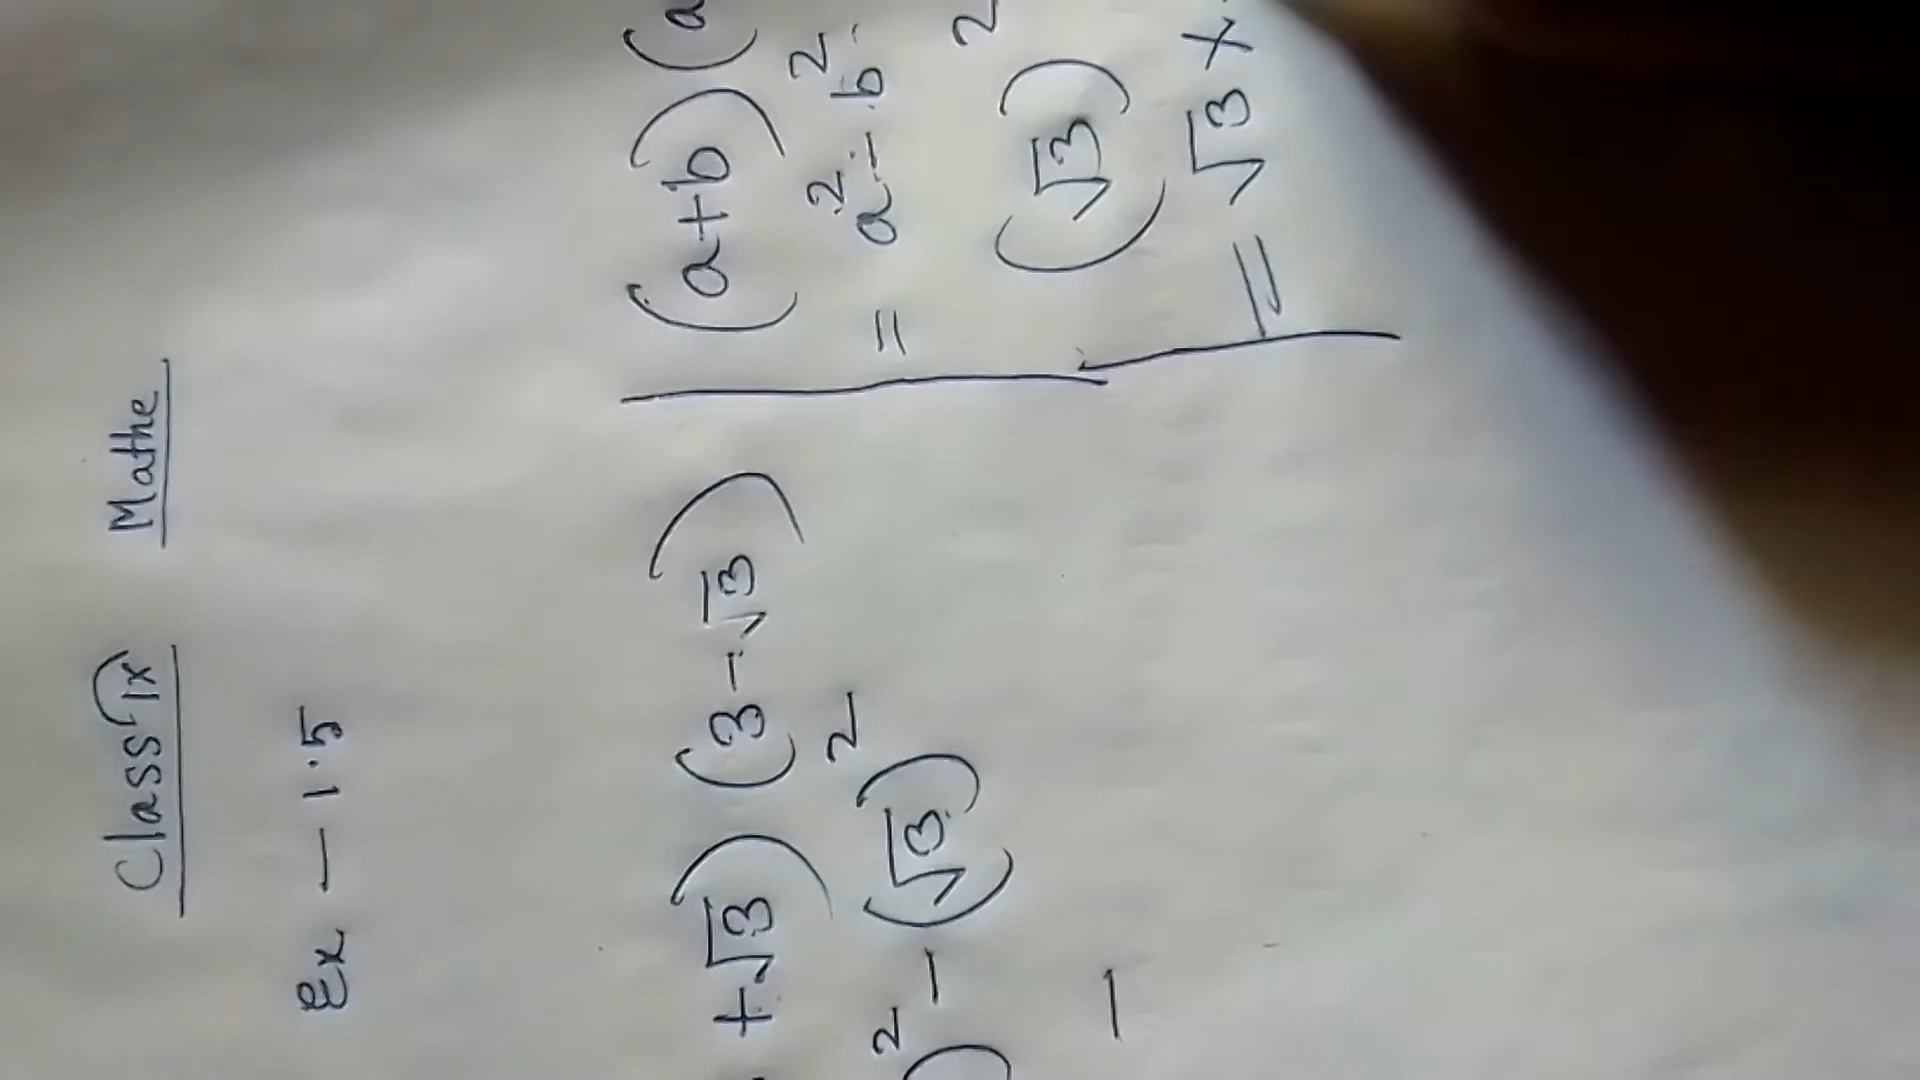 Class IX Mathe
Ex – 1.5
+√3) (3-√3)
)² – (√3)²
–
(a+b) (a
= a² - b²
(√3)²
= √3 ×